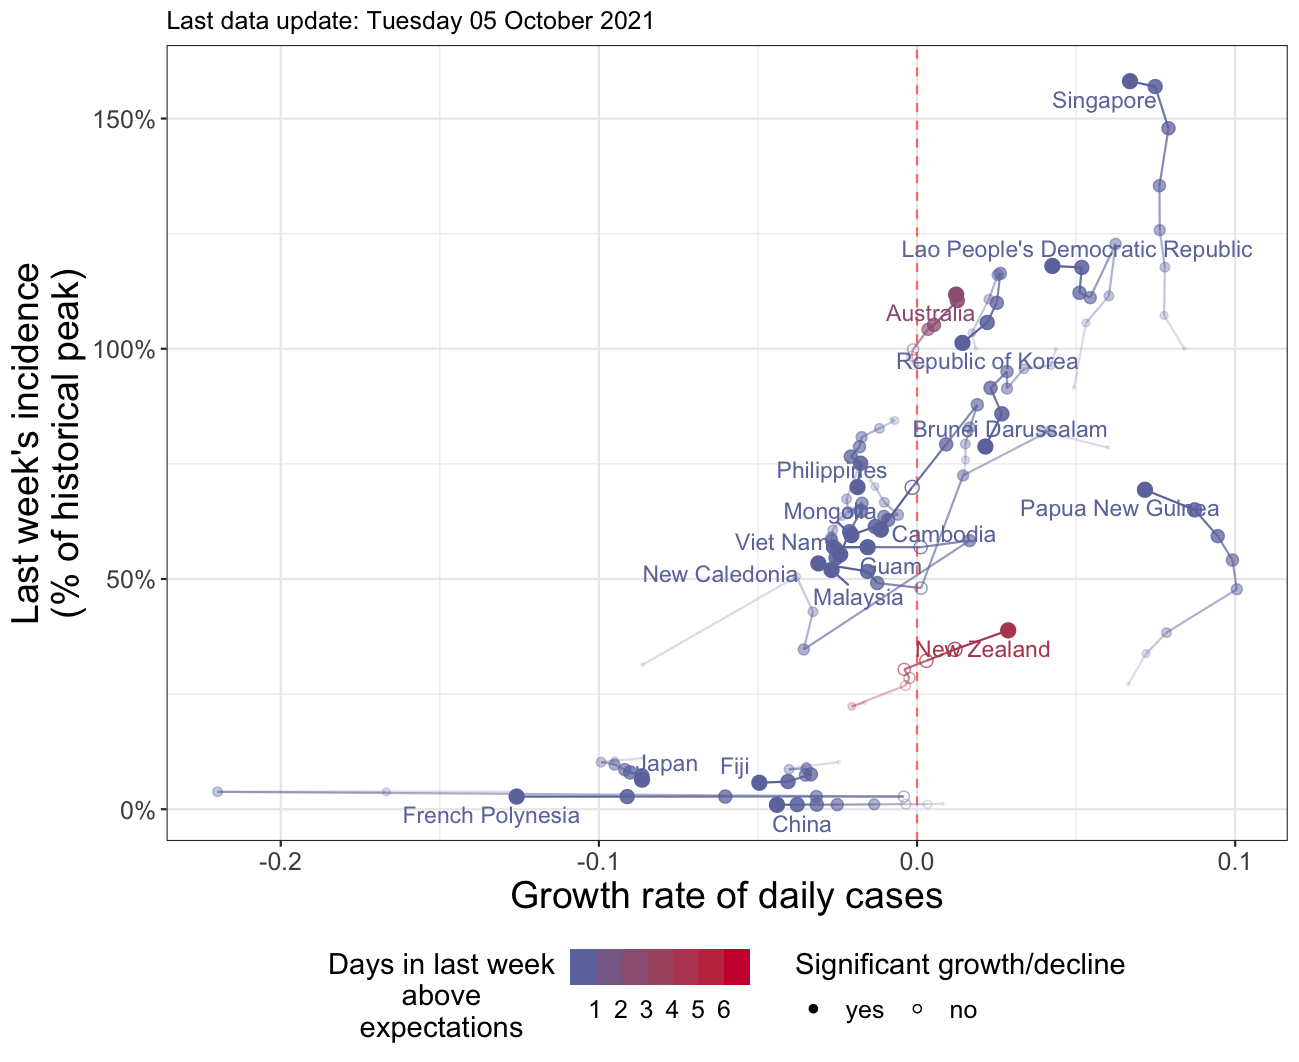 Last data update: Tuesday 05 October 2021
Last week's incidence
(% of historical peak)
150%
100%
50%
0%
Singapore
Lao People's Democratic Republic
Australia
Republic of Korea
Brunei Darussalam
Philippines
Papua New Guinea
Mongolia
Cambodia
Viet Nam
Guam
New Caledonia
Malaysia
New Zealand
Japan
Fiji
French Polynesia
China
-0.2
-0.1
0.0
0.1
Growth rate of daily cases
Days in last week
above
expectations
1 2 3 4 5 6
Significant growth/decline
yes
no